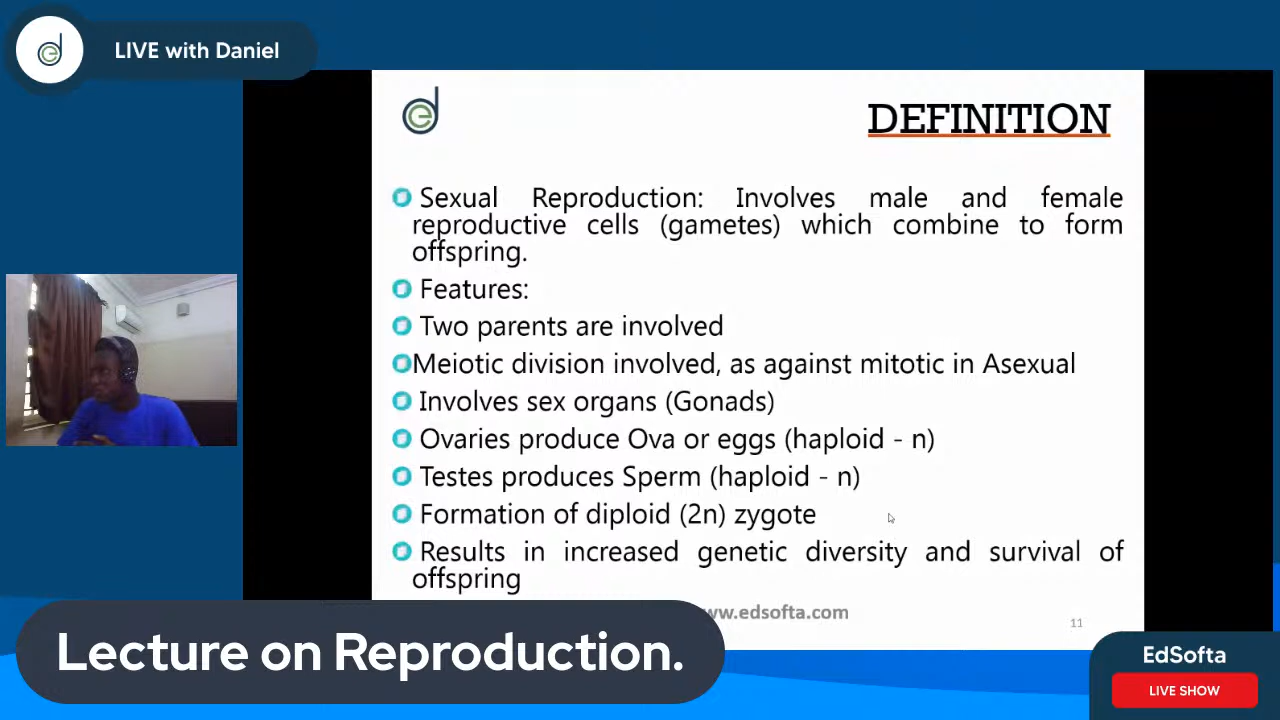 LIVE with Daniel
DEFINITION
Sexual Reproduction: Involves male and female
reproductive cells (gametes) which combine to form
offspring.
Features:
Two parents are involved
Meiotic division involved, as against mitotic in Asexual
Involves sex organs (Gonads)
Ovaries produce Ova or eggs (haploid - n)
Testes produces Sperm (haploid - n)
Formation of diploid (2n) zygote
Results in increased genetic diversity and survival of
offspring
ww.edsofta.com
11
Lecture on Reproduction.
EdSofta
LIVE SHOW